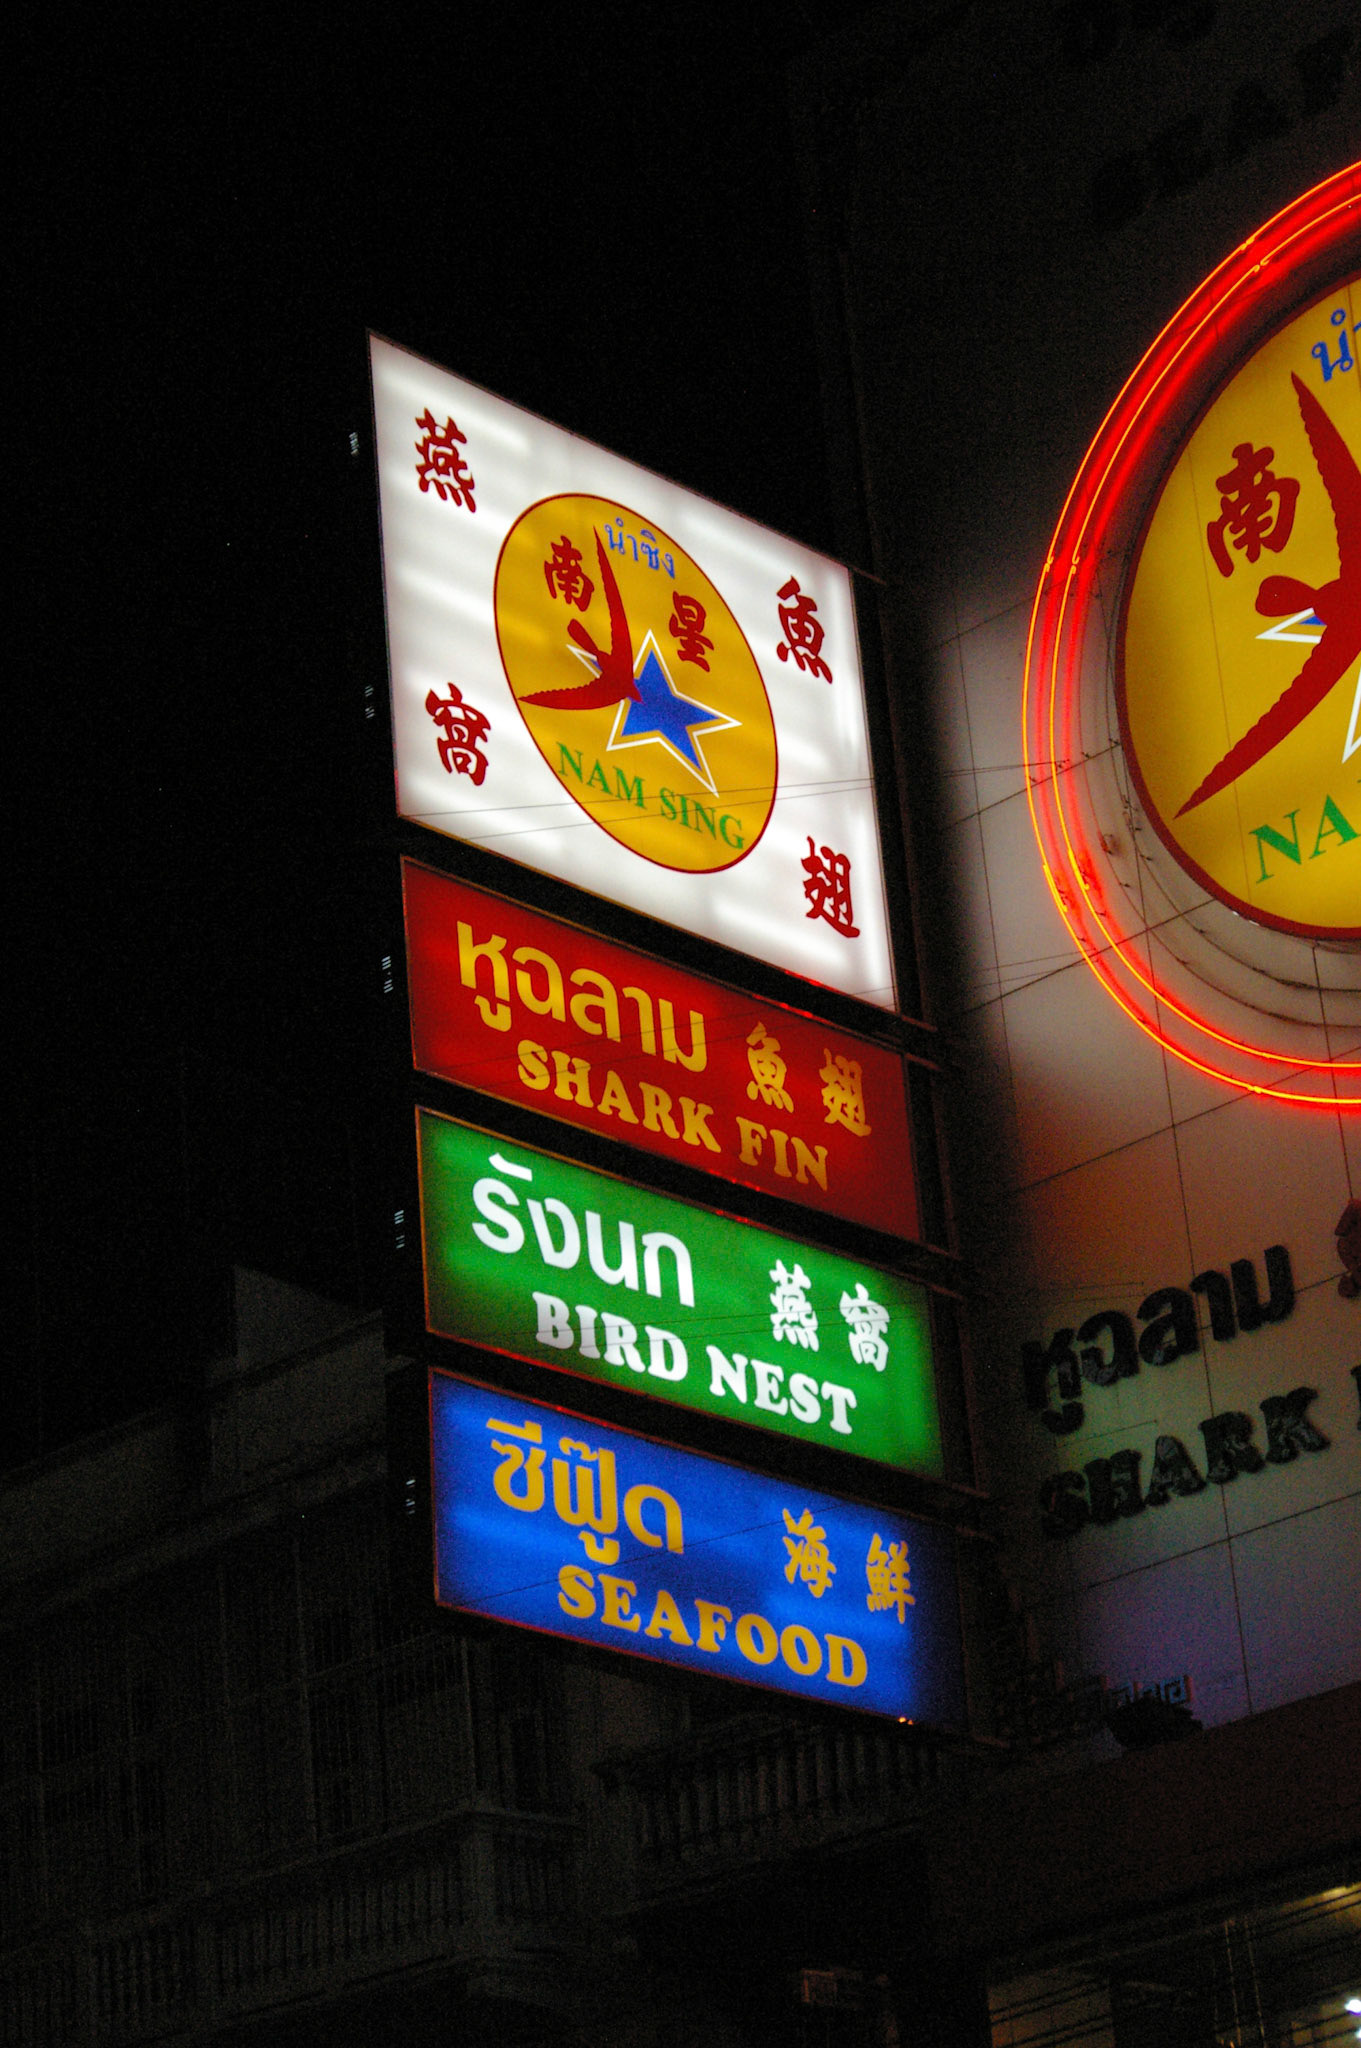 燕窩
魚翅
นำซิง
南星
NAM SING
หูฉลาม 魚翅
SHARK FIN
รังนก 燕窩
BIRD NEST
ซีฟู๊ด 海鮮
SEAFOOD
นำ
南
NA
หูฉลาม
SHARK